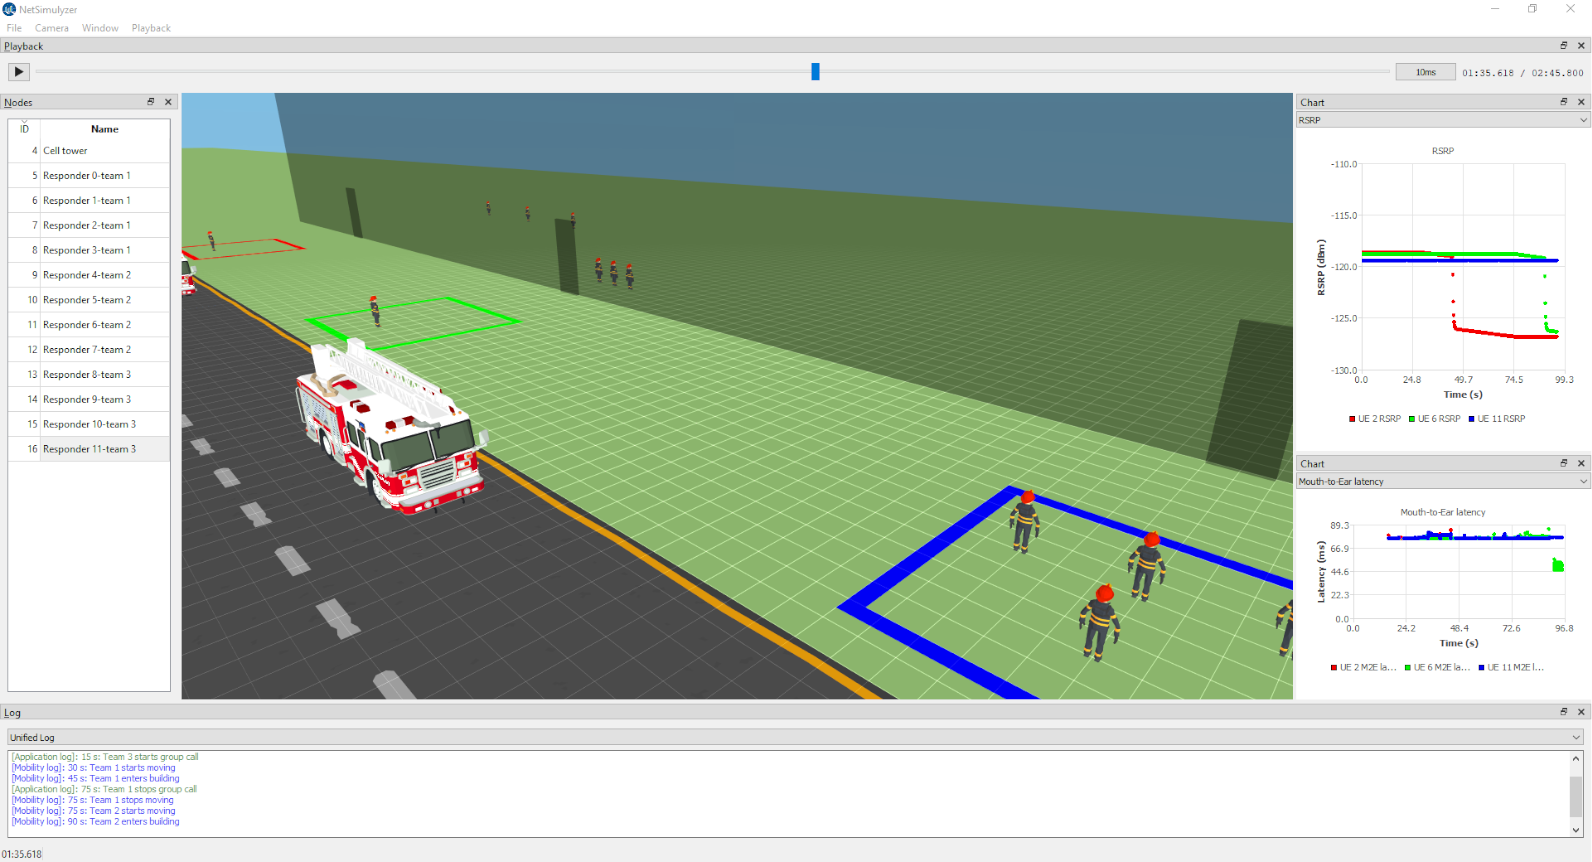 NetSimulyzer
File Camera Window Playback
Playback
10ms 01:35.618 / 02:45.800
Nodes
ID Name
4 Cell tower
5 Responder 0-team 1
6 Responder 1-team 1
7 Responder 2-team 1
8 Responder 3-team 1
9 Responder 4-team 2
10 Responder 5-team 2
11 Responder 6-team 2
12 Responder 7-team 2
13 Responder 8-team 3
14 Responder 9-team 3
15 Responder 10-team 3
16 Responder 11-team 3
Chart
RSRP
RSRP
-110.0
-115.0
-120.0
-125.0
-130.0
RSRP (dBm)
0.0 24.8 49.7 74.5 99.3
Time (s)
UE 2 RSRP UE 6 RSRP UE 11 RSRP
Chart
Mouth-to-Ear latency
Mouth-to-Ear latency
89.3
66.9
44.6
22.3
0.0
Latency (ms)
0.0 24.2 48.4 72.6 96.8
Time (s)
UE 2 M2E la... UE 6 M2E la... UE 11 M2E l...
Log
Unified Log
[Application log]: 15 s: Team 3 starts group call
[Mobility log]: 30 s: Team 1 starts moving
[Mobility log]: 45 s: Team 1 enters building
[Application log]: 75 s: Team 1 stops group call
[Mobility log]: 75 s: Team 1 stops moving
[Mobility log]: 75 s: Team 2 starts moving
[Mobility log]: 90 s: Team 2 enters building
01:35.618